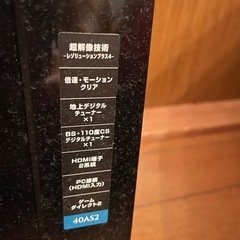 超解像技術
-レゾリューションプラス4-
倍速・モーション
クリア
地上デジタル
チューナー
×1
BS・110度CS
デジタルチューナー
×1
HDMI端子
2系統
PC接続
(HDMI入力)
ゲーム
ダイレクト2
40AS2